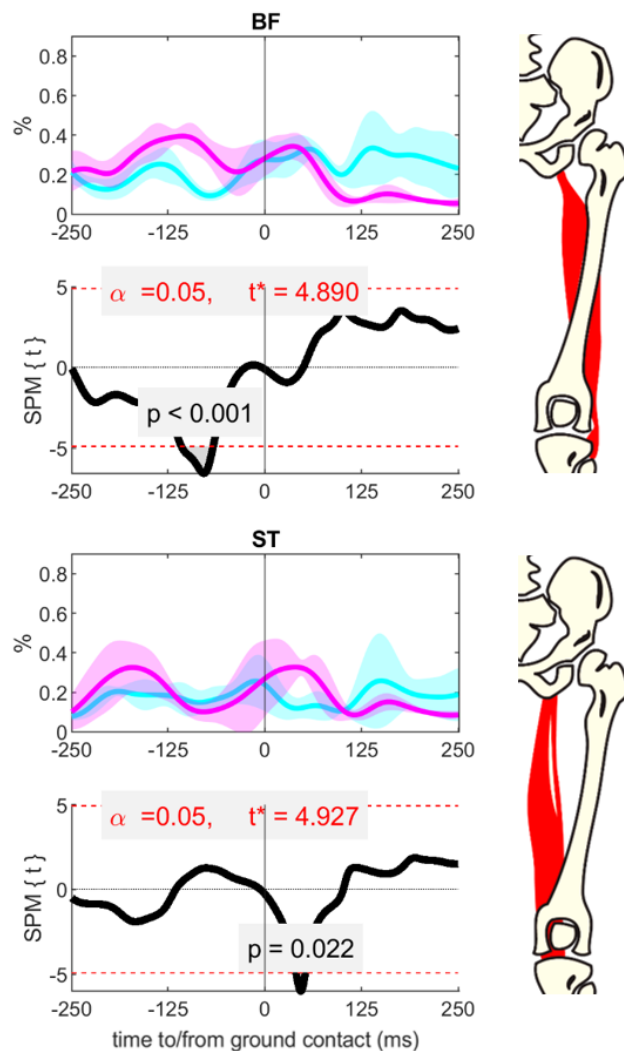 BF
0.8
0.6
0.4
0.2
0
%
-250 -125 0 125 250
5
0
-5
SPM { t }
α =0.05, t* = 4.890
p < 0.001
-250 -125 0 125 250
ST
0.8
0.6
0.4
0.2
0
%
-250 -125 0 125 250
5
0
-5
SPM { t }
α =0.05, t* = 4.927
p = 0.022
-250 -125 0 125 250
time to/from ground contact (ms)